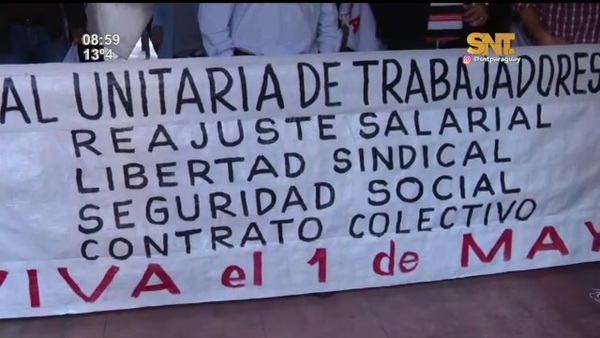 08:59
13°4
SNT
@sntparaguay
AL UNITARIA DE TRABAJADORES
REAJUSTE SALARIAL
LIBERTAD SINDICAL
SEGURIDAD SOCIAL
CONTRATO COLECTIVO
VIVA el 1 de MAY